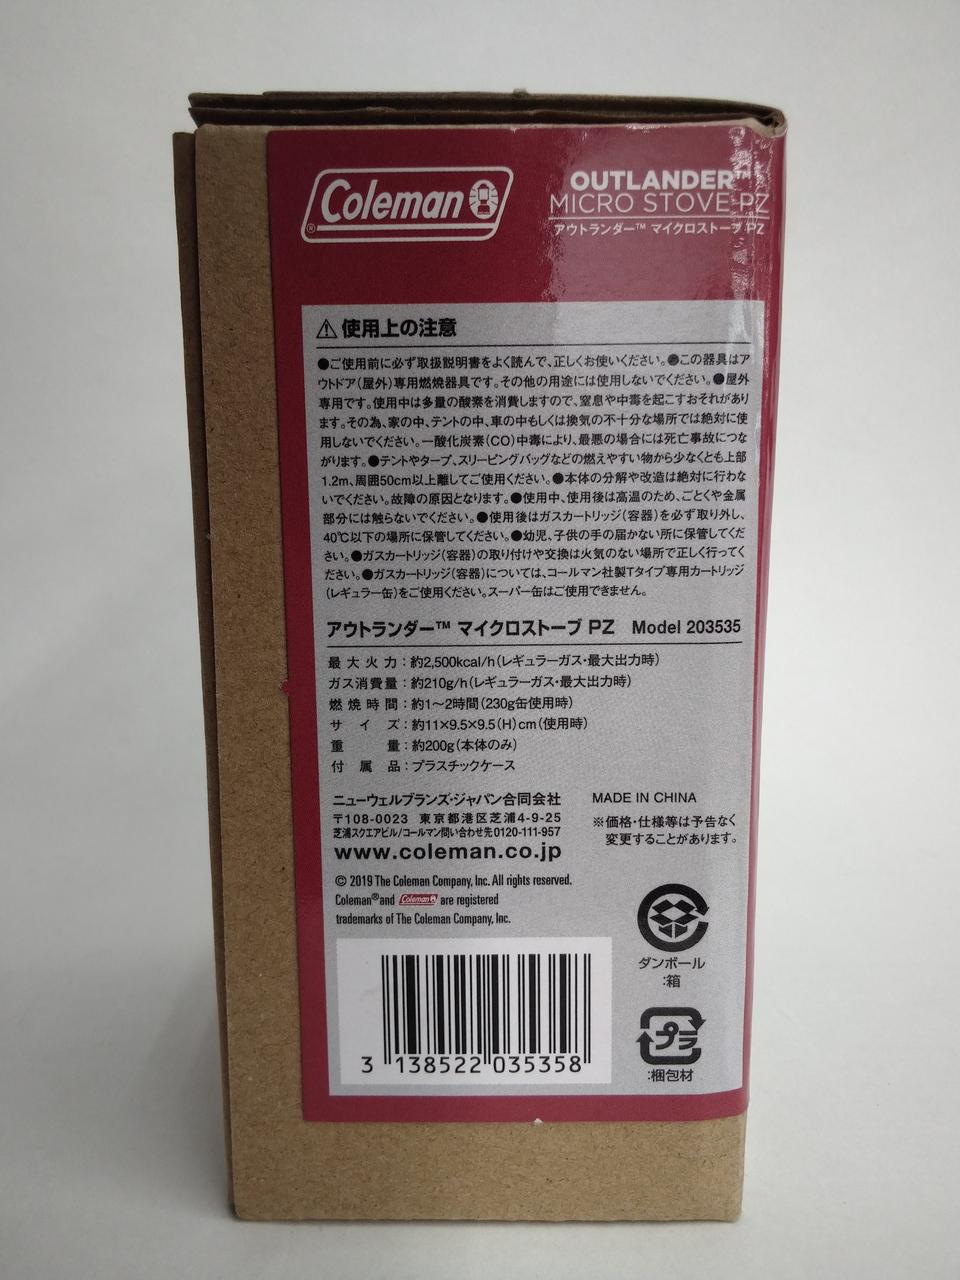 Coleman
®
OUTLANDER™
MICRO STOVE PZ
アウトランダー™ マイクロストーブ PZ
⚠使用上の注意
●ご使用前に必ず取扱説明書をよく読んで、正しくお使いください。●この器具はア
ウトドア(屋外)専用燃焼器具です。その他の用途には使用しないでください。●屋外
専用です。使用中は多量の酸素を消費しますので、窒息や中毒を起こすおそれがあり
ます。その為、家の中、テントの中、車の中もしくは換気の不十分な場所では絶対に使
用しないでください。一酸化炭素(CO)中毒により、最悪の場合には死亡事故につな
がります。●テントやタープ、スリーピングバッグなどの燃えやすい物から少なくとも上部
1.2m、周囲50cm以上離してご使用ください。●本体の分解や改造は絶対に行わな
いでください。故障の原因となります。●使用中、使用後は高温のため、ごとくや金属
部分には触らないでください。●使用後はガスカートリッジ(容器)を必ず取り外し、
40℃以下の場所に保管してください。●幼児、子供の手の届かない所に保管してくだ
さい。●ガスカートリッジ(容器)の取り付けや交換は火気のない場所で正しく行ってく
ださい。●ガスカートリッジ(容器)については、コールマン社製Tタイプ専用カートリッジ
(レギュラー缶)をご使用ください。スーパー缶はご使用できません。
アウトランダー™ マイクロストーブ PZ Model 203535
最大火力:約2,500kcal/h(レギュラーガス・最大出力時)
ガス消費量:約210g/h(レギュラーガス・最大出力時)
燃焼時間:約1〜2時間(230g缶使用時)
サイズ:約11×9.5×9.5(H)cm(使用時)
重量:約200g(本体のみ)
付属品:プラスチックケース
ニューウェルブランズ・ジャパン合同会社
〒108-0023 東京都港区芝浦4-9-25
芝浦スクエアビル/コールマン問い合わせ先0120-111-957
www.coleman.co.jp
MADE IN CHINA
※価格・仕様等は予告なく
変更することがあります。
© 2019 The Coleman Company, Inc. All rights reserved.
Coleman® and Coleman are registered
trademarks of The Coleman Company, Inc.
ダンボール
:箱
プラ
:梱包材
3 138522 035358